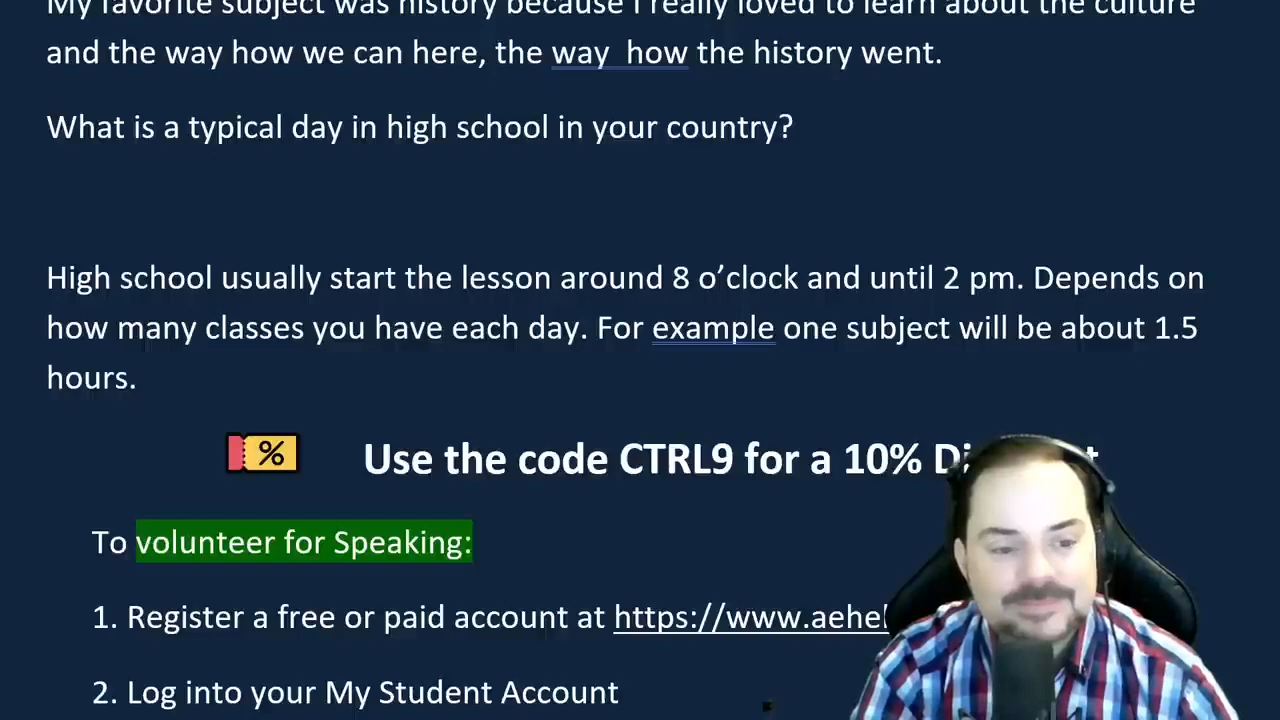 My favorite subject was history because I really loved to learn about the culture
and the way how we can here, the way  how the history went.
What is a typical day in high school in your country?
High school usually start the lesson around 8 o’clock and until 2 pm. Depends on
how many classes you have each day. For example one subject will be about 1.5
hours.
% Use the code CTRL9 for a 10%
To volunteer for Speaking:
1. Register a free or paid account at https://www.aehel
2. Log into your My Student Account